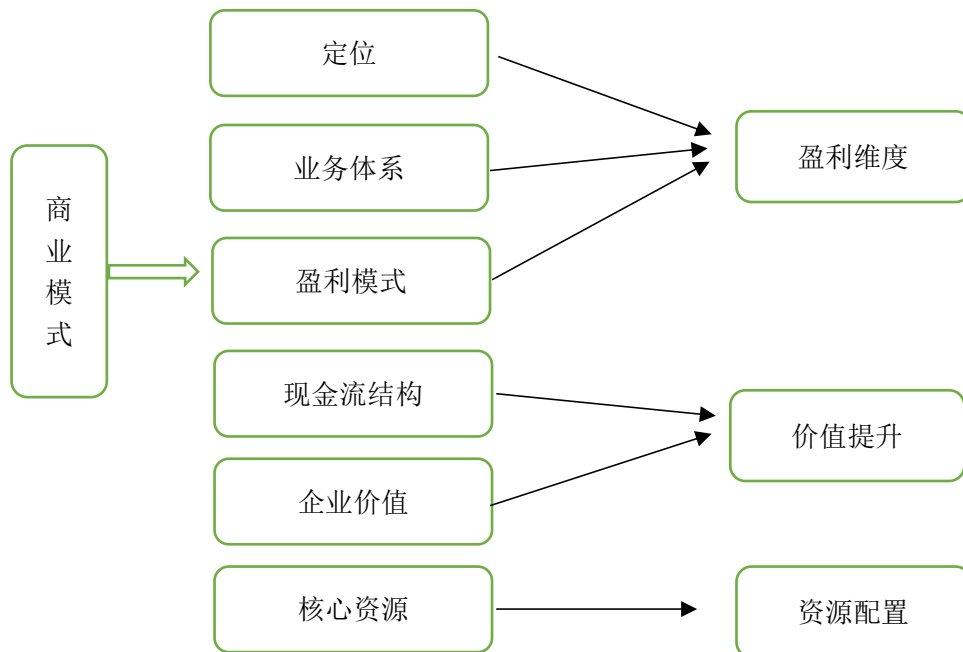 商业模式
定位
业务体系
盈利模式
现金流结构
企业价值
核心资源
盈利维度
价值提升
资源配置